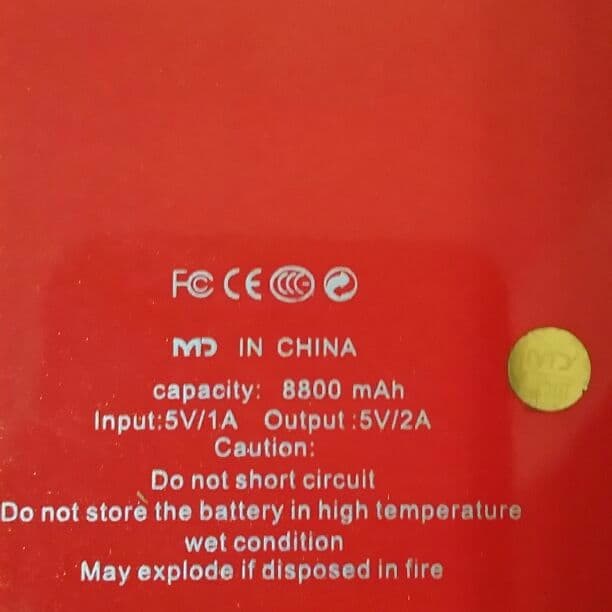 FC CE CCC
MD IN CHINA
capacity: 8800 mAh
Input:5V/1A Output :5V/2A
Caution:
Do not short circuit
Do not store the battery in high temperature
wet condition
May explode if disposed in fire